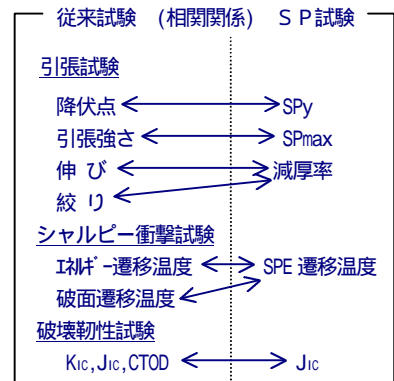 従来試験 (相関関係) ＳＰ試験
引張試験
降伏点 SPy
引張強さ SPmax
伸 び 減厚率
絞 り
シャルピー衝撃試験
ｴﾈﾙｷﾞｰ遷移温度 SPE 遷移温度
破面遷移温度
破壊靭性試験
KIC,JIC,CTOD JIC